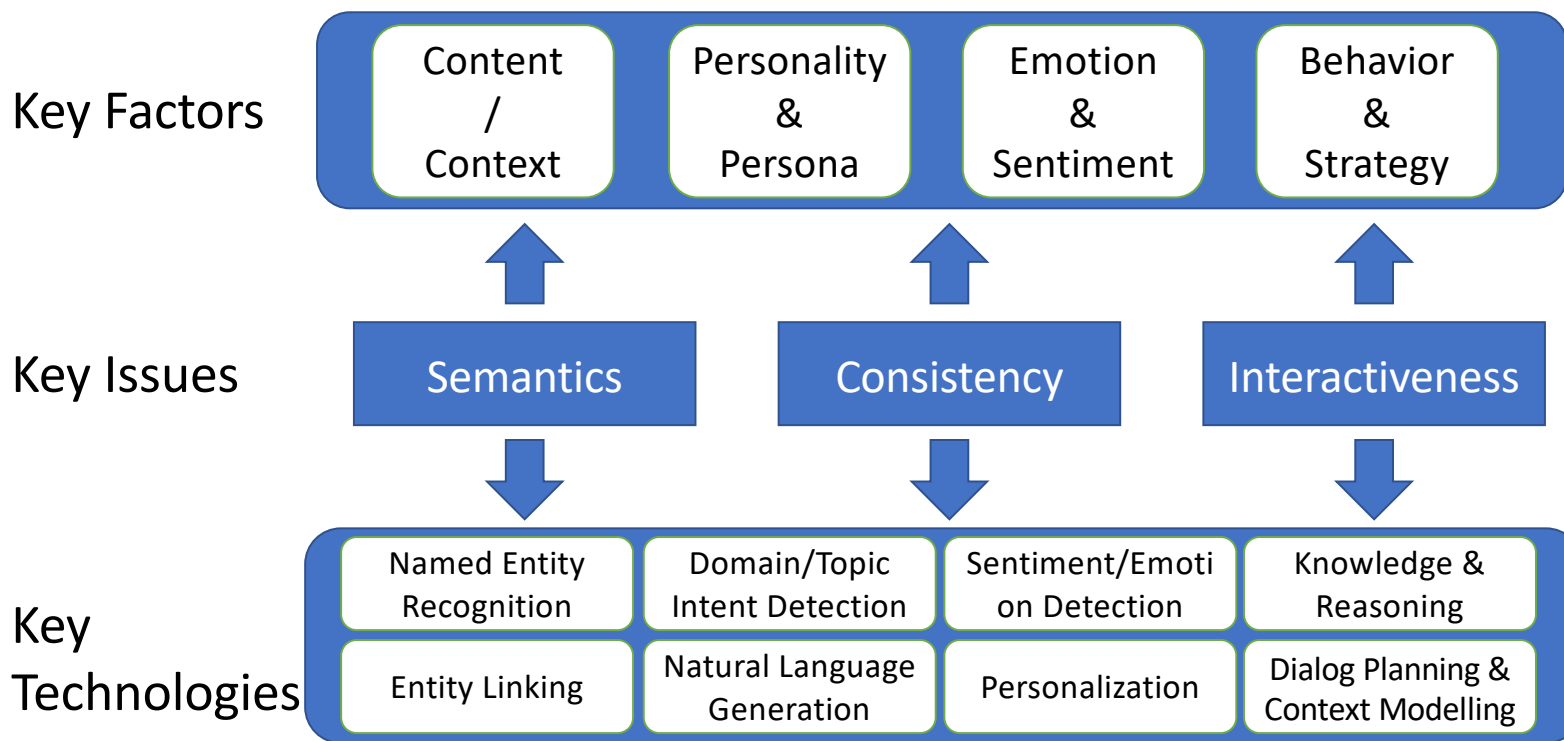 Key Factors
Content
/
Context
Personality
&
Persona
Emotion
&
Sentiment
Behavior
&
Strategy
Key Issues
Semantics
Consistency
Interactiveness
Key
Technologies
Named Entity
Recognition
Domain/Topic
Intent Detection
Sentiment/Emoti
on Detection
Knowledge &
Reasoning
Entity Linking
Natural Language
Generation
Personalization
Dialog Planning &
Context Modelling